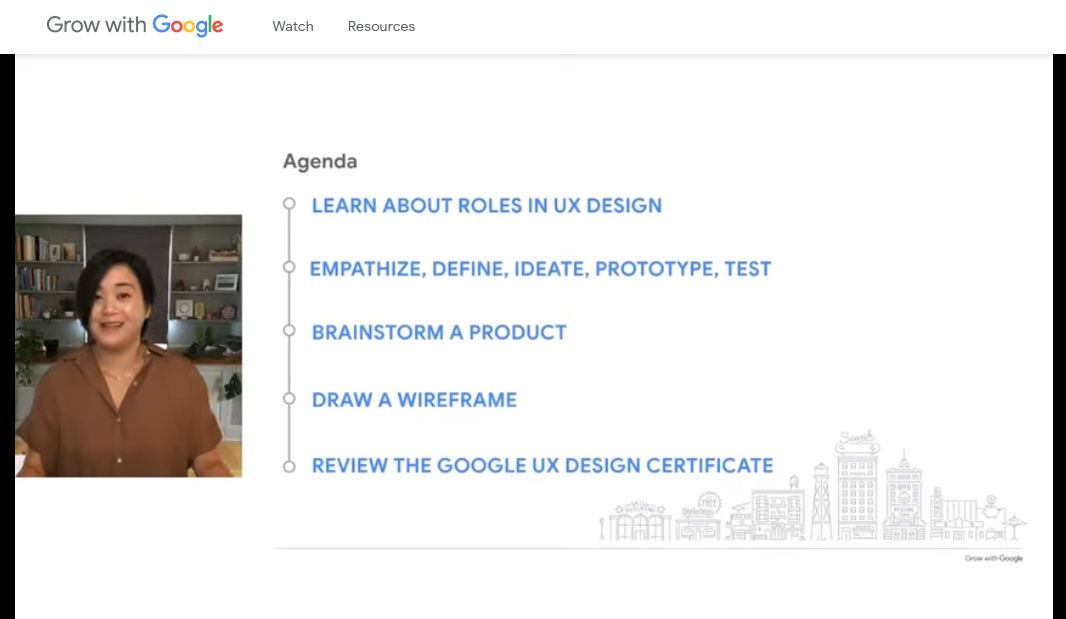 Grow with Google
Watch
Resources
Agenda
LEARN ABOUT ROLES IN UX DESIGN
EMPATHIZE, DEFINE, IDEATE, PROTOTYPE, TEST
BRAINSTORM A PRODUCT
DRAW A WIREFRAME
REVIEW THE GOOGLE UX DESIGN CERTIFICATE
Search
FREE
Grow with Google